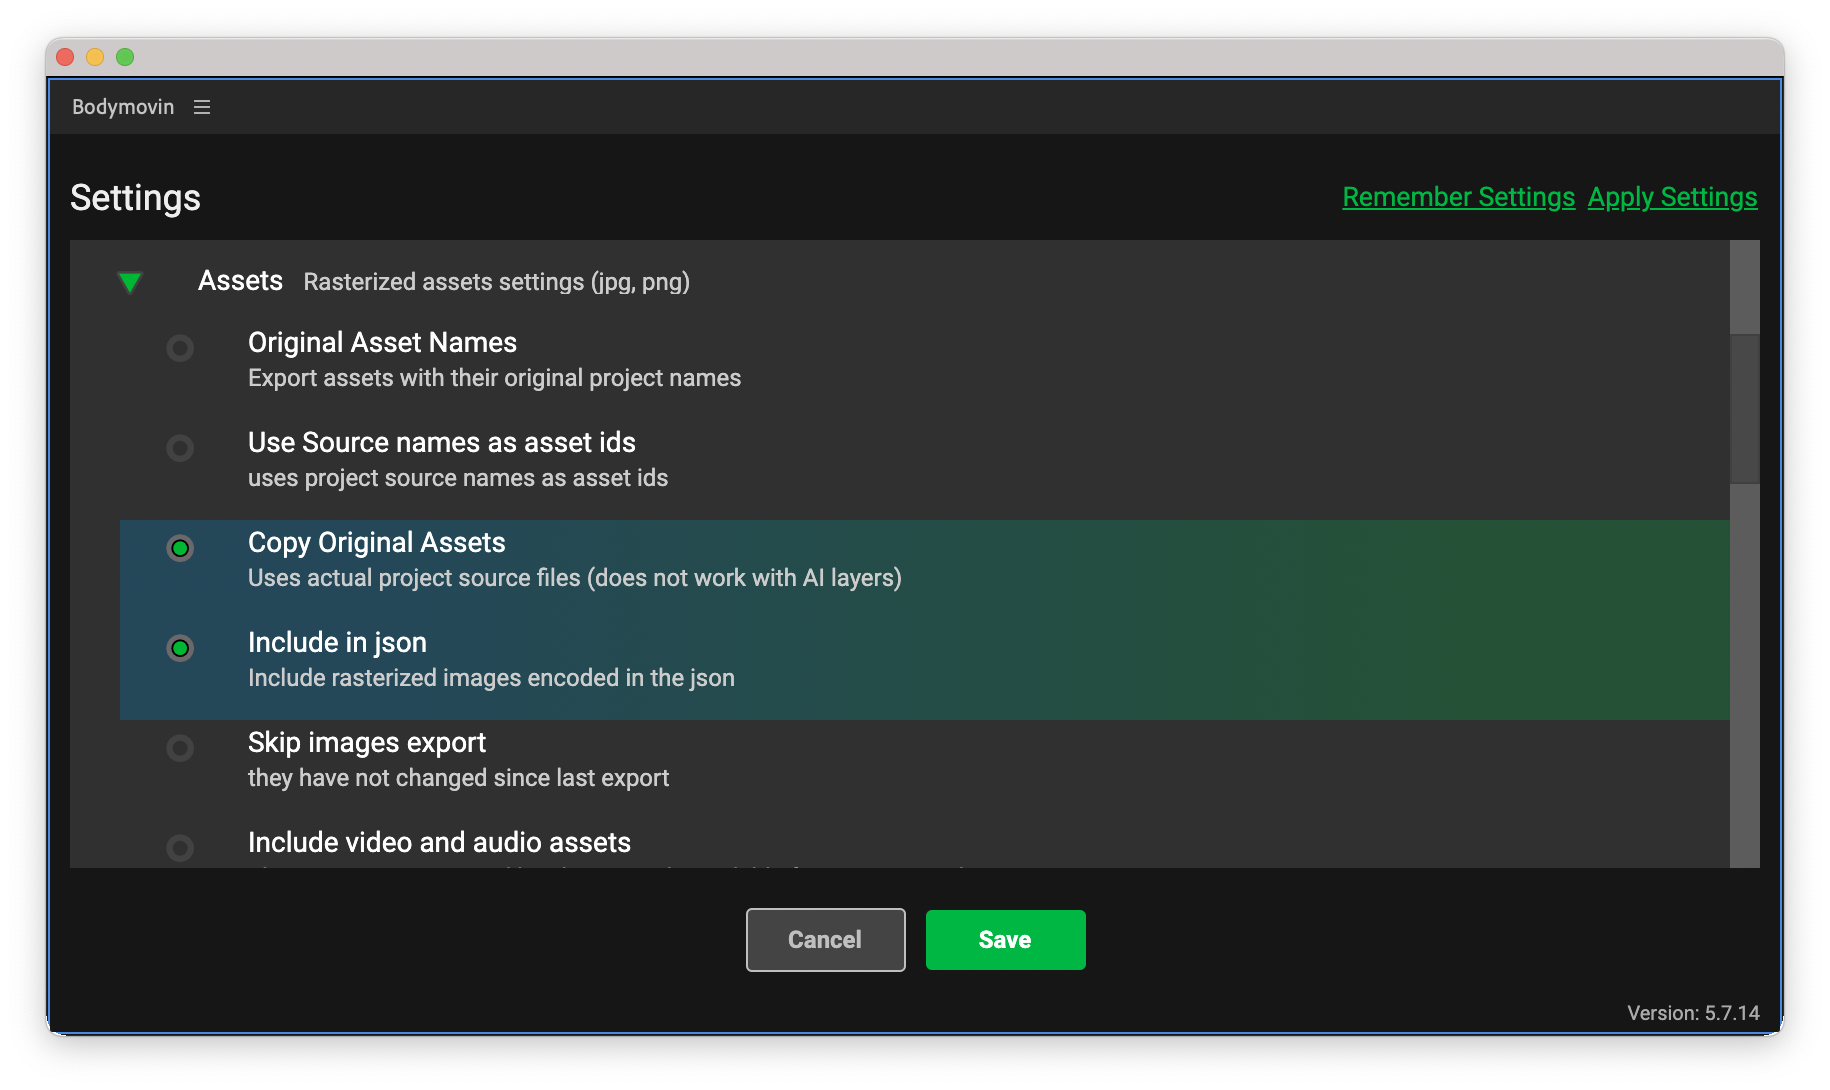 Bodymovin
Settings
Remember Settings Apply Settings
Assets Rasterized assets settings (jpg, png)
Original Asset Names
Export assets with their original project names
Use Source names as asset ids
uses project source names as asset ids
Copy Original Assets
Uses actual project source files (does not work with AI layers)
Include in json
Include rasterized images encoded in the json
Skip images export
they have not changed since last export
Include video and audio assets
Cancel
Save
Version: 5.7.14